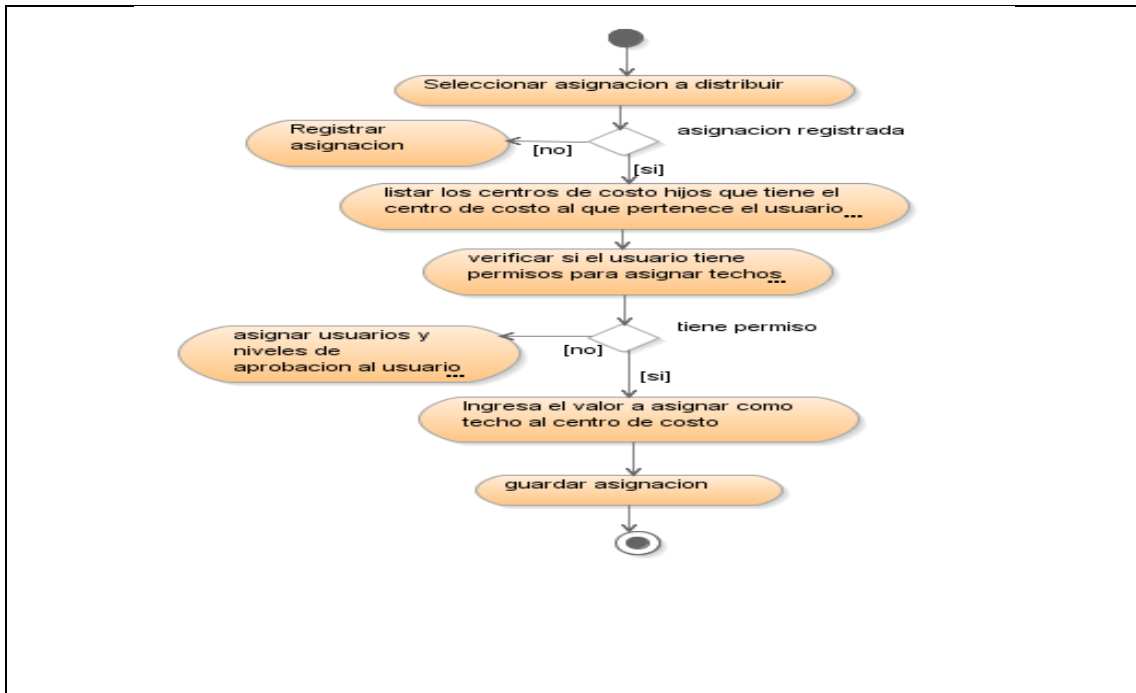 Seleccionar asignacion a distribuir
asignacion registrada
Registrar
asignacion
[no]
[si]
listar los centros de costo hijos que tiene el
centro de costo al que pertenece el usuario...
verificar si el usuario tiene
permisos para asignar techos...
tiene permiso
asignar usuarios y
niveles de
aprobacion al usuario...
[no]
[si]
Ingresa el valor a asignar como
techo al centro de costo
guardar asignacion